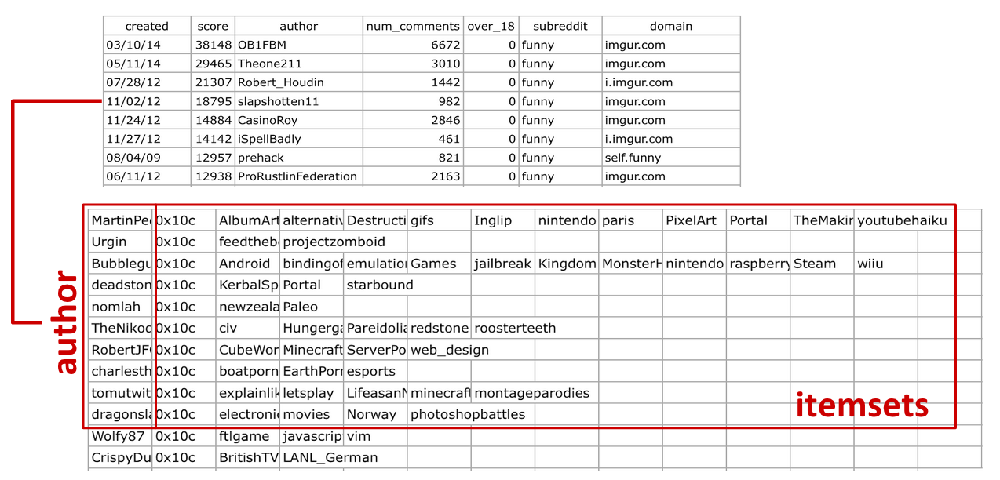 created score author num_comments over_18 subreddit domain
03/10/14 38148 OB1FBM 6672 0 funny imgur.com
05/11/14 29465 Theone211 3010 0 funny imgur.com
07/28/12 21307 Robert_Houdin 1442 0 funny i.imgur.com
11/02/12 18795 slapshotten11 982 0 funny imgur.com
11/24/12 14884 CasinoRoy 2846 0 funny imgur.com
11/27/12 14142 iSpellBadly 461 0 funny i.imgur.com
08/04/09 12957 prehack 821 0 funny self.funny
06/11/12 12938 ProRustlinFederation 2163 0 funny imgur.com
MartinPe 0x10c AlbumArt alternativ Destructi gifs Inglip nintendo paris PixelArt Portal TheMakin youtubehaiku
Urgin 0x10c feedtheb projectzomboid
Bubblegu 0x10c Android bindingof emulation Games jailbreak Kingdom MonsterH nintendo raspberry Steam wiiu
deadston 0x10c KerbalSp Portal starbound
nomlah 0x10c newzeala Paleo
TheNikod 0x10c civ Hungerga Pareidolia redstone roosterteeth
RobertJF 0x10c CubeWor Minecraft ServerPo web_design
charlesth 0x10c boatporn EarthPorn esports
tomutwit 0x10c explainlik letsplay LifeasanN minecraft montageparodies
dragonsla 0x10c electronic movies Norway photoshopbattles
Wolfy87 0x10c ftlgame javascrip vim
CrispyDu 0x10c BritishTV LANL_German
author
itemsets